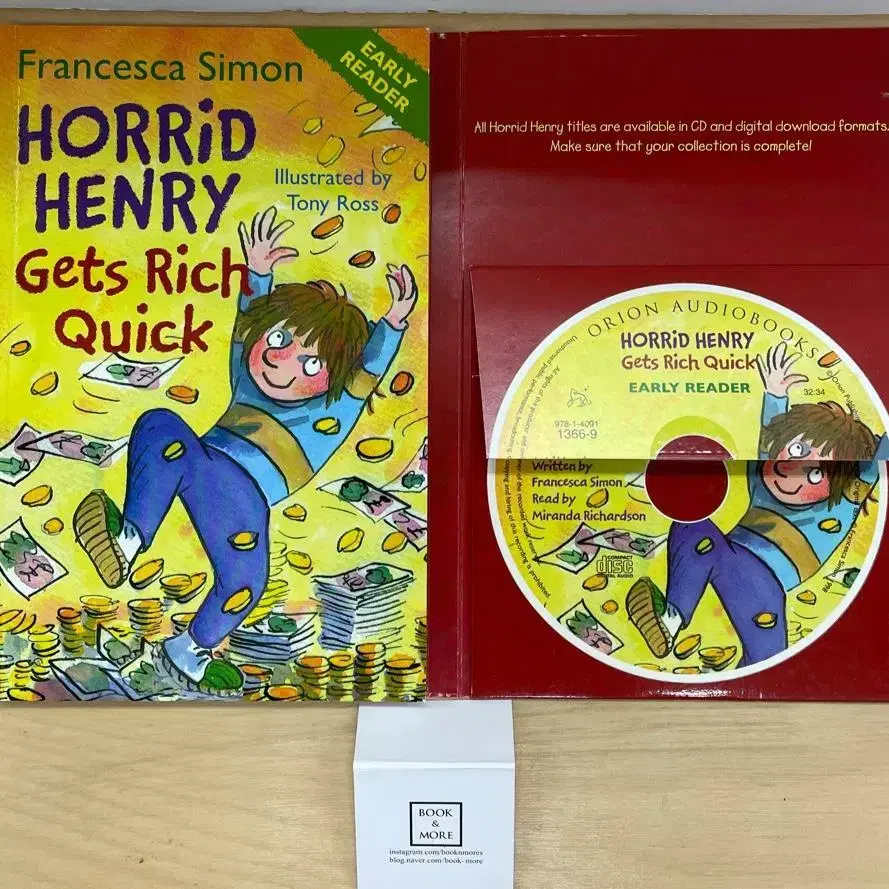 Francesca Simon
EARLY
READER
HORRiD
HENRY
Illustrated by
Tony Ross
Gets Rich
Quick
All Horrid Henry titles are available in CD and digital download formats.
Make sure that your collection is complete!
ORION AUDIOBOOKS
HORRiD HENRY
Gets Rich Quick
EARLY READER
32:34
978-1-4091
1366-9
Written by
Francesca Simon
Read by
Miranda Richardson
COMPACT
disc
DIGITAL AUDIO
BOOK
&
MORE
instagram.com/booknmores
blog.naver.com/book-more